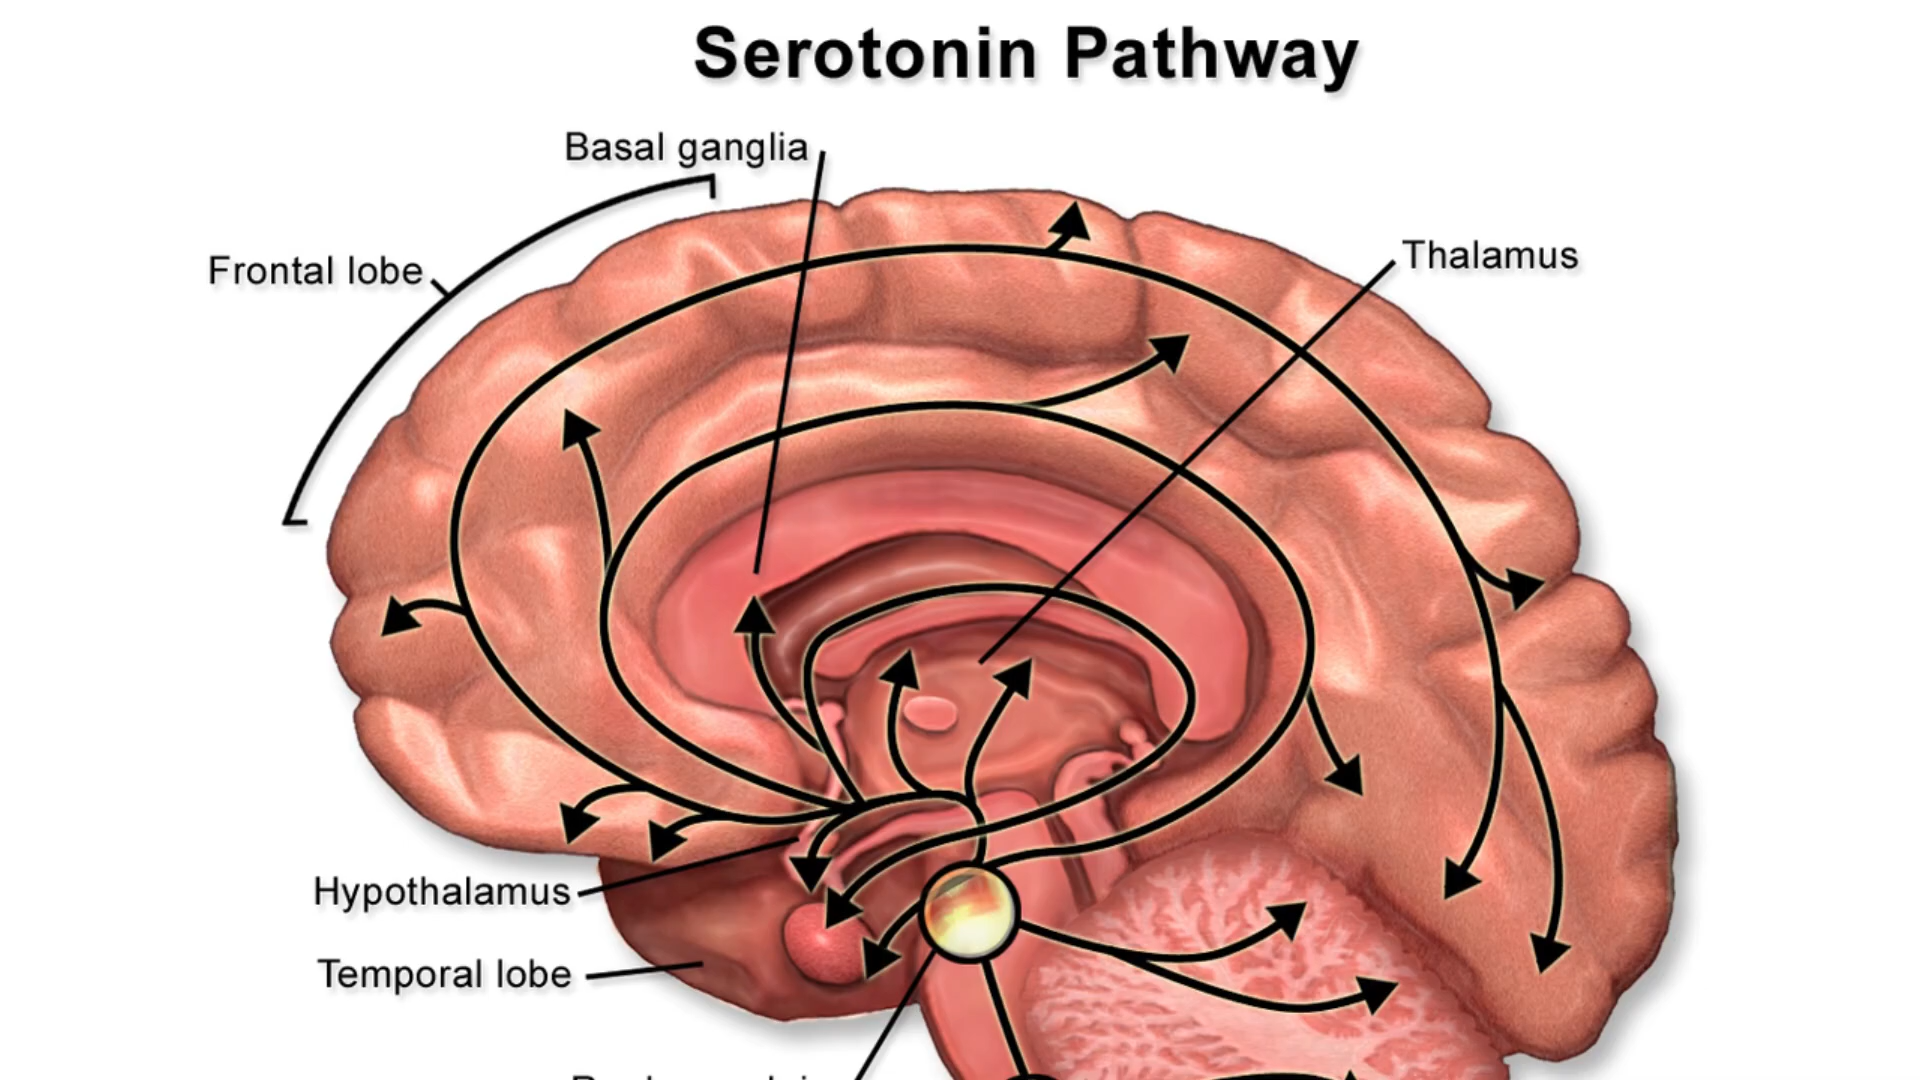 Serotonin Pathway
Basal ganglia
Frontal lobe
Thalamus
Hypothalamus
Temporal lobe